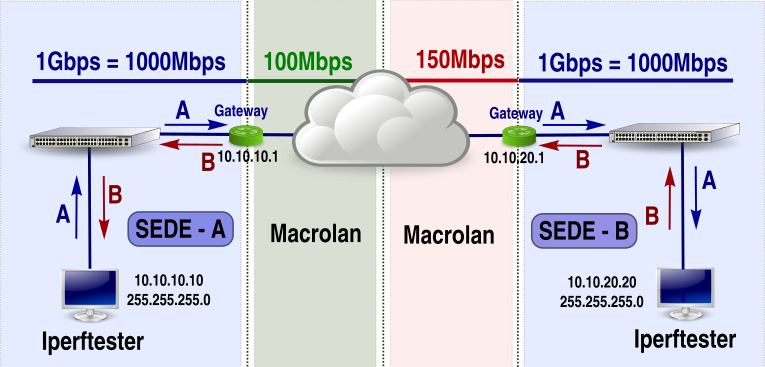 1Gbps = 1000Mbps
100Mbps
150Mbps
1Gbps = 1000Mbps
A
Gateway
Gateway
A
B
10.10.10.1
10.10.20.1
B
A
B
SEDE - A
Macrolan
Macrolan
SEDE - B
B
A
10.10.10.10
255.255.255.0
10.10.20.20
255.255.255.0
Iperftester
Iperftester